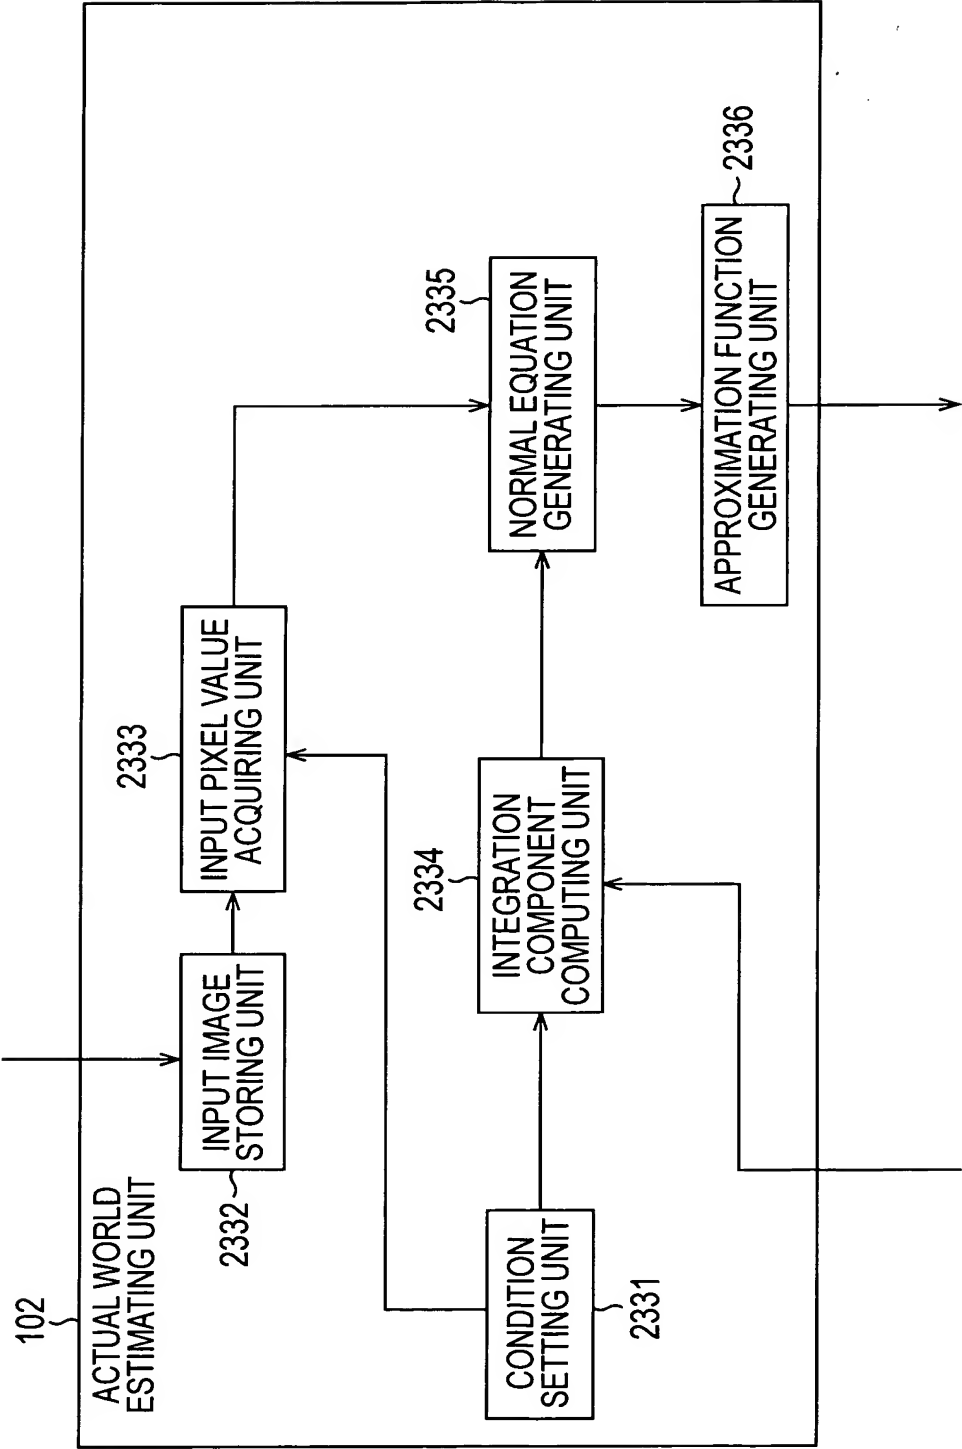 102
ACTUAL WORLD
ESTIMATING UNIT
2332
INPUT IMAGE
STORING UNIT
2333
INPUT PIXEL VALUE
ACQUIRING UNIT
CONDITION
SETTING UNIT
2331
2334
INTEGRATION
COMPONENT
COMPUTING UNIT
2335
NORMAL EQUATION
GENERATING UNIT
2336
APPROXIMATION FUNCTION
GENERATING UNIT